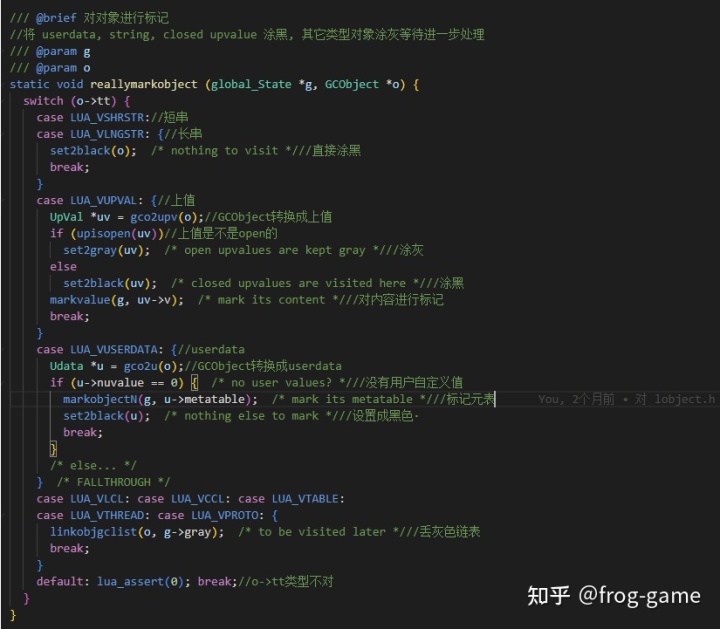 /// @brief 对对象进行标记
//将 userdata, string, closed upvalue 涂黑, 其它类型对象涂灰等待进一步处理
/// @param g
/// @param o
static void reallymarkobject (global_State *g, GCObject *o) {
  switch (o->tt) {
    case LUA_VSHRSTR://短串
    case LUA_VLNGSTR: {//长串
      set2black(o);  /* nothing to visit *///直接涂黑
      break;
    }
    case LUA_VUPVAL: {//上值
      UpVal *uv = gco2upv(o);//GCObject转换成上值
      if (upisopen(uv))//上值是不是open的
        set2gray(uv);  /* open upvalues are kept gray *///涂灰
      else
        set2black(uv);  /* closed upvalues are visited here *///涂黑
      markvalue(g, uv->v);  /* mark its content *///对内容进行标记
      break;
    }
    case LUA_VUSERDATA: {//userdata
      Udata *u = gco2u(o);//GCObject转换成userdata
      if (u->nuvalue == 0) {  /* no user values? *///没有用户自定义值
        markobjectN(g, u->metatable);  /* mark its metatable *///标记元表 You, 2个月前 • 对 lobject.h
        set2black(u);  /* nothing else to mark *///设置成黑色·
        break;
      }
      /* else... */
    }  /* FALLTHROUGH */
    case LUA_VLCL: case LUA_VCCL: case LUA_VTABLE:
    case LUA_VTHREAD: case LUA_VPROTO: {
      linkobjgclist(o, g->gray);  /* to be visited later *///丢灰色链表
      break;
    }
    default: lua_assert(0); break;//o->tt类型不对
  }
}
知乎 @frog-game